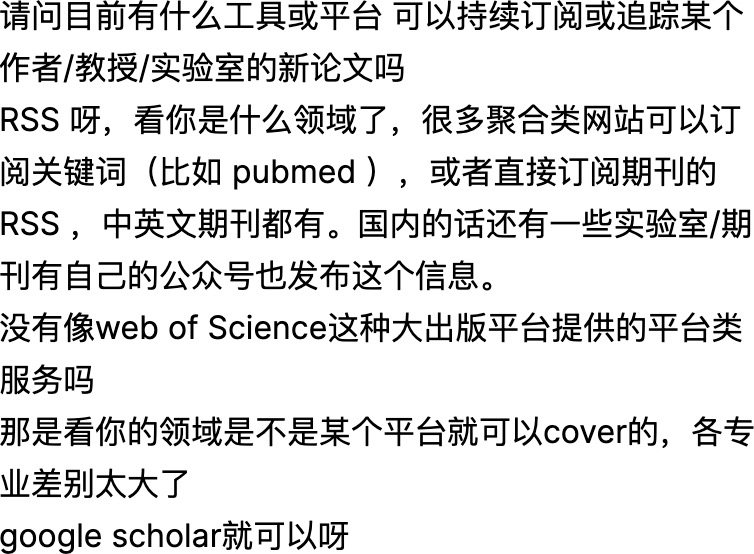 请问目前有什么工具或平台 可以持续订阅或追踪某个
作者/教授/实验室的新论文吗
RSS 呀，看你是什么领域了，很多聚合类网站可以订
阅关键词（比如 pubmed ），或者直接订阅期刊的
RSS ，中英文期刊都有。国内的话还有一些实验室/期
刊有自己的公众号也发布这个信息。
没有像web of Science这种大出版平台提供的平台类
服务吗
那是看你的领域是不是某个平台就可以cover的，各专
业差别太大了
google scholar就可以呀